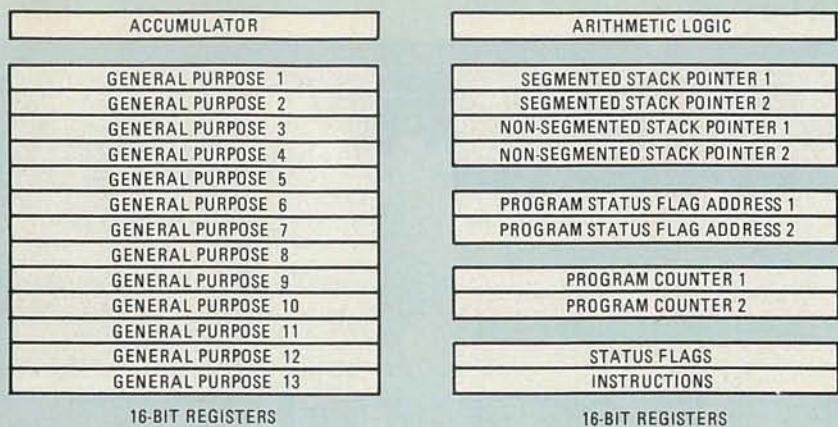 ACCUMULATOR
GENERAL PURPOSE 1
GENERAL PURPOSE 2
GENERAL PURPOSE 3
GENERAL PURPOSE 4
GENERAL PURPOSE 5
GENERAL PURPOSE 6
GENERAL PURPOSE 7
GENERAL PURPOSE 8
GENERAL PURPOSE 9
GENERAL PURPOSE 10
GENERAL PURPOSE 11
GENERAL PURPOSE 12
GENERAL PURPOSE 13
16-BIT REGISTERS
ARITHMETIC LOGIC
SEGMENTED STACK POINTER 1
SEGMENTED STACK POINTER 2
NON-SEGMENTED STACK POINTER 1
NON-SEGMENTED STACK POINTER 2
PROGRAM STATUS FLAG ADDRESS 1
PROGRAM STATUS FLAG ADDRESS 2
PROGRAM COUNTER 1
PROGRAM COUNTER 2
STATUS FLAGS
INSTRUCTIONS
16-BIT REGISTERS